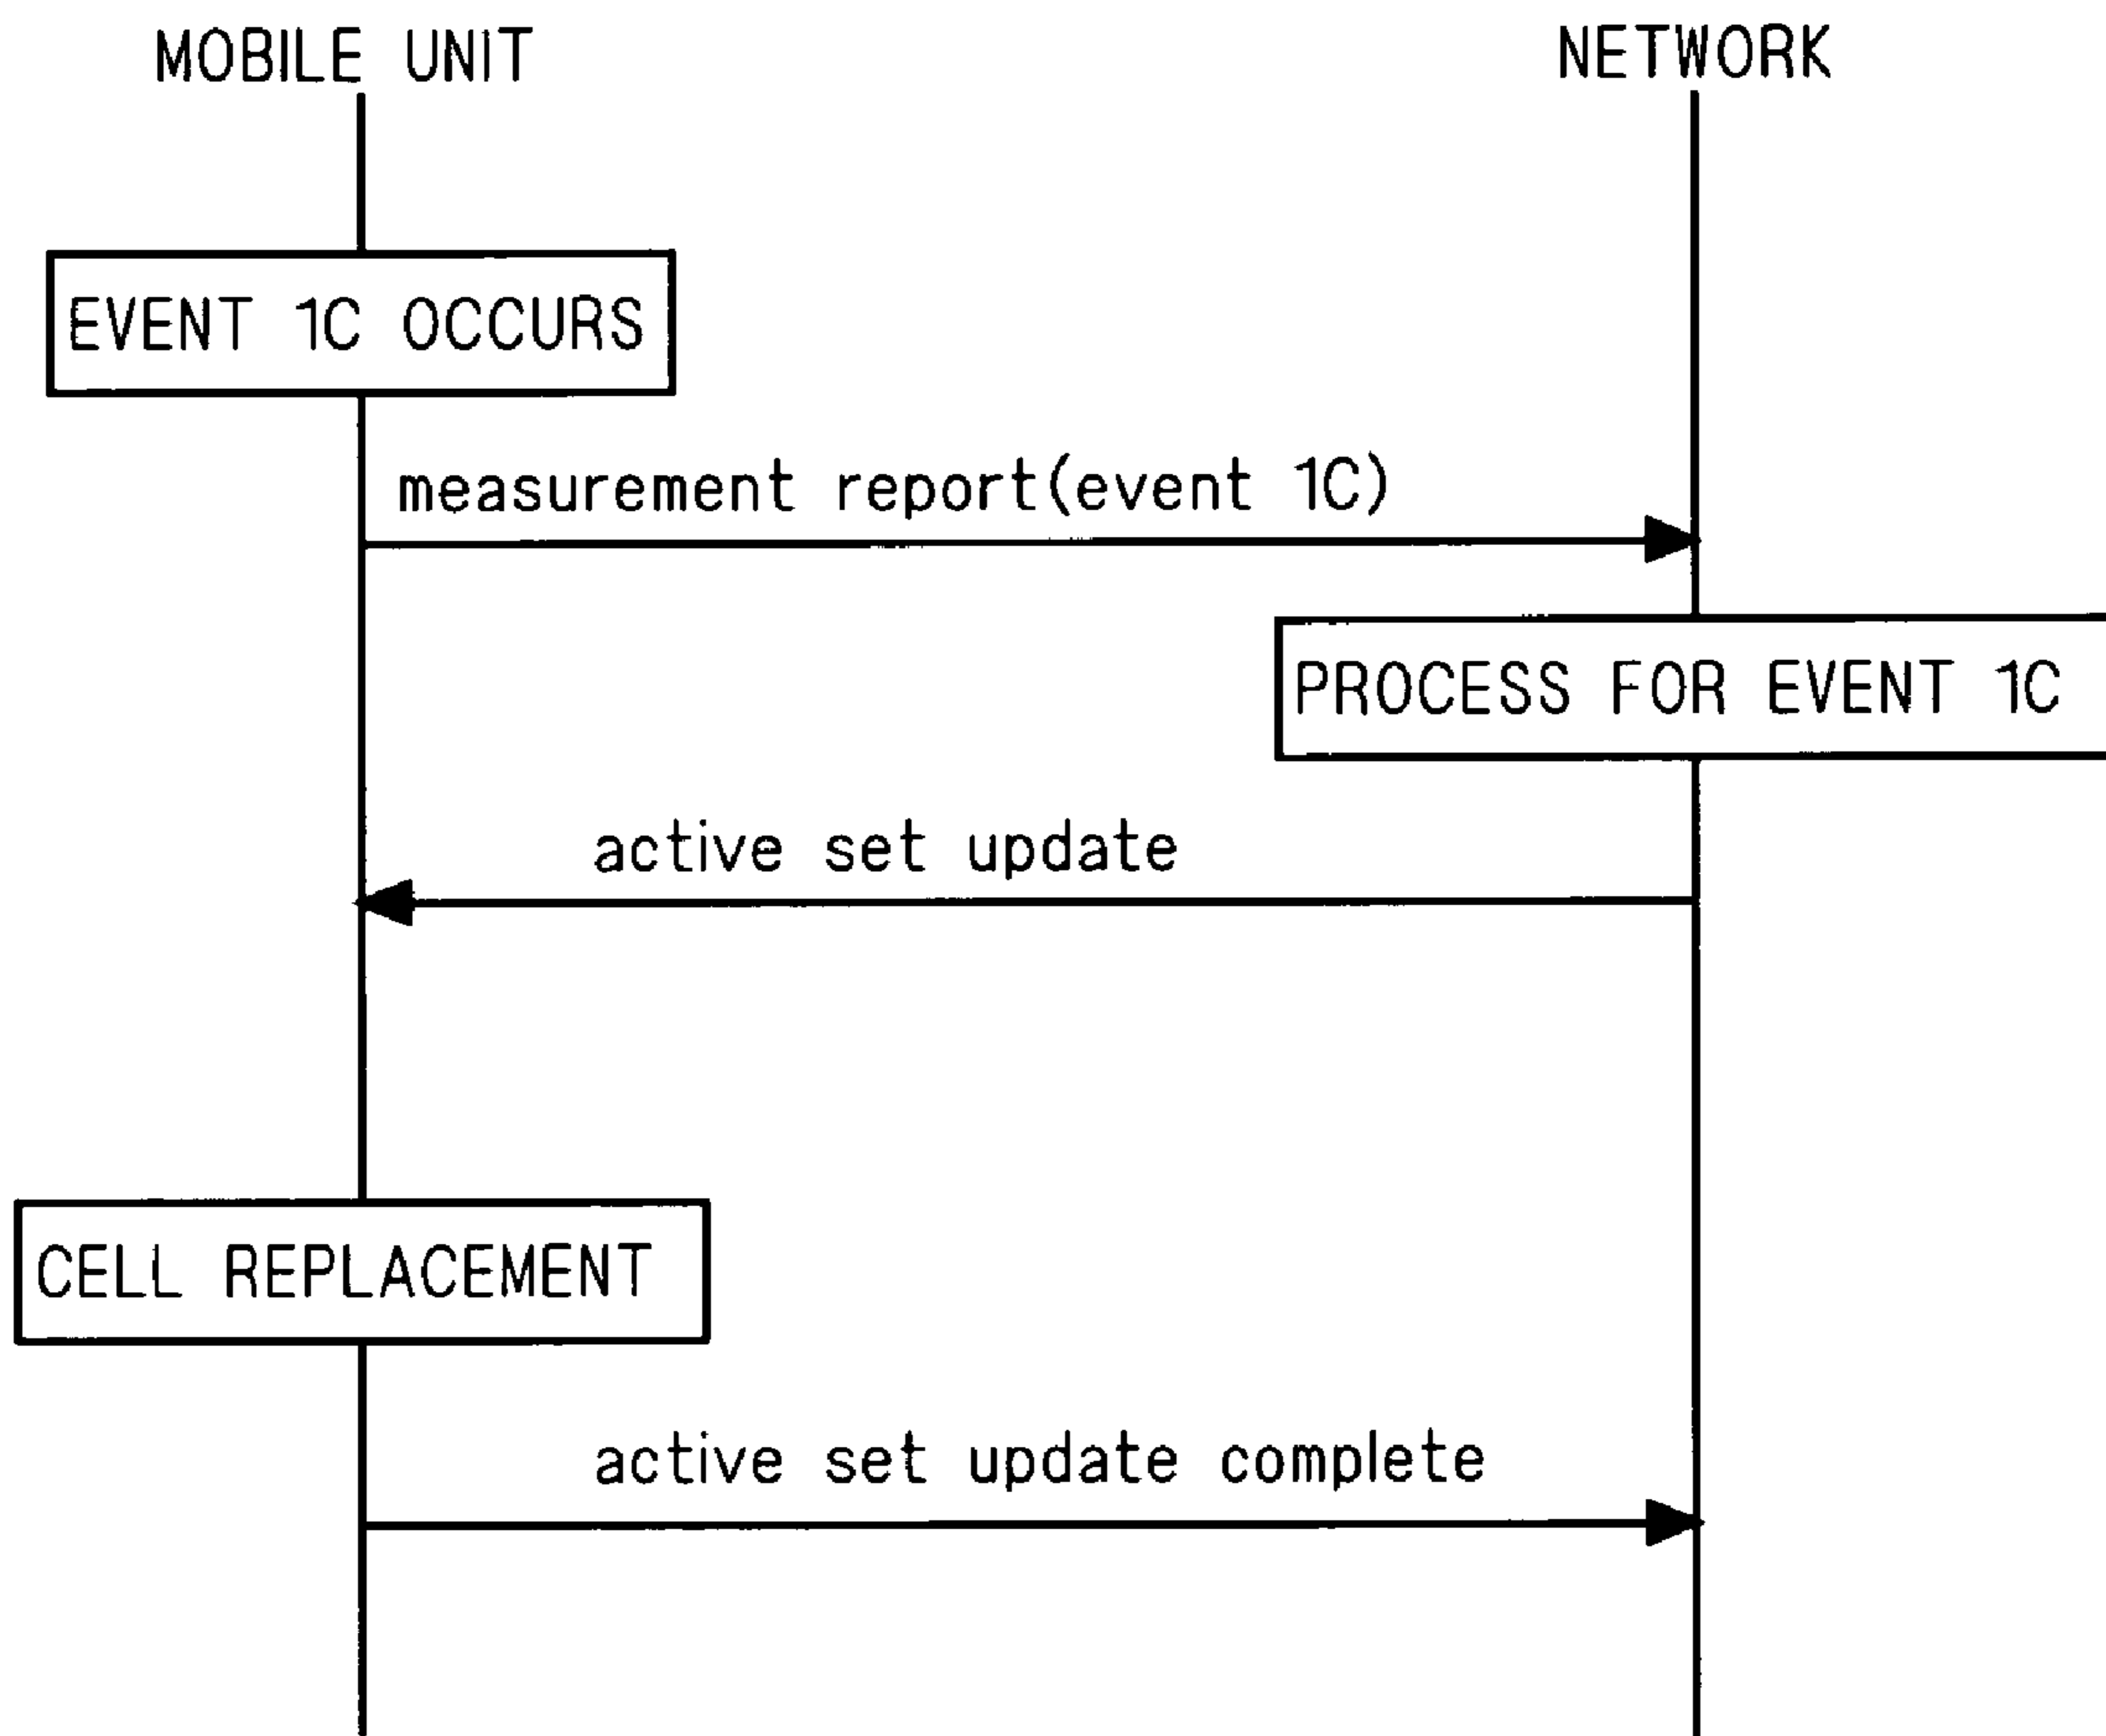 MOBILE UNIT
NETWORK
EVENT 1C OCCURS
measurement report(event 1C)
PROCESS FOR EVENT 1C
active set update
CELL REPLACEMENT
active set update complete